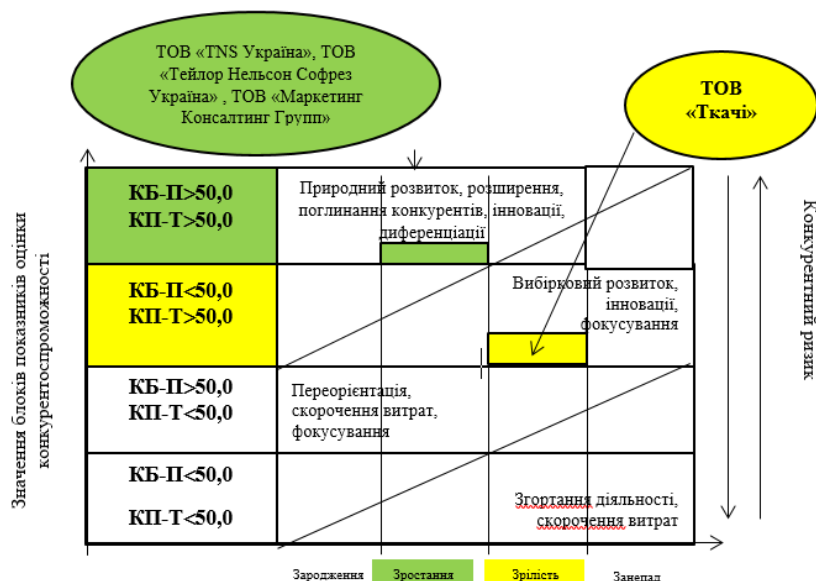 ТОВ «TNS Україна», ТОВ
«Тейлор Нельсон Софрез
Україна» , ТОВ «Маркетинг
Консалтинг Групп»
ТОВ
«Ткачі»
Значення блоків показників оцінки
конкурентоспроможності
КБ-П>50,0
КП-Т>50,0
Природний розвиток, розширення,
поглинання конкурентів, інновації,
диференціації
КБ-П<50,0
КП-Т>50,0
Вибірковий розвиток,
інновації,
фокусування
КБ-П>50,0
КП-Т<50,0
Переорієнтація,
скорочення витрат,
фокусування
КБ-П<50,0
КП-Т<50,0
Згортання діяльності,
скорочення витрат
Конкурентний ризик
Зародження
Зростання
Зрілість
Занепад